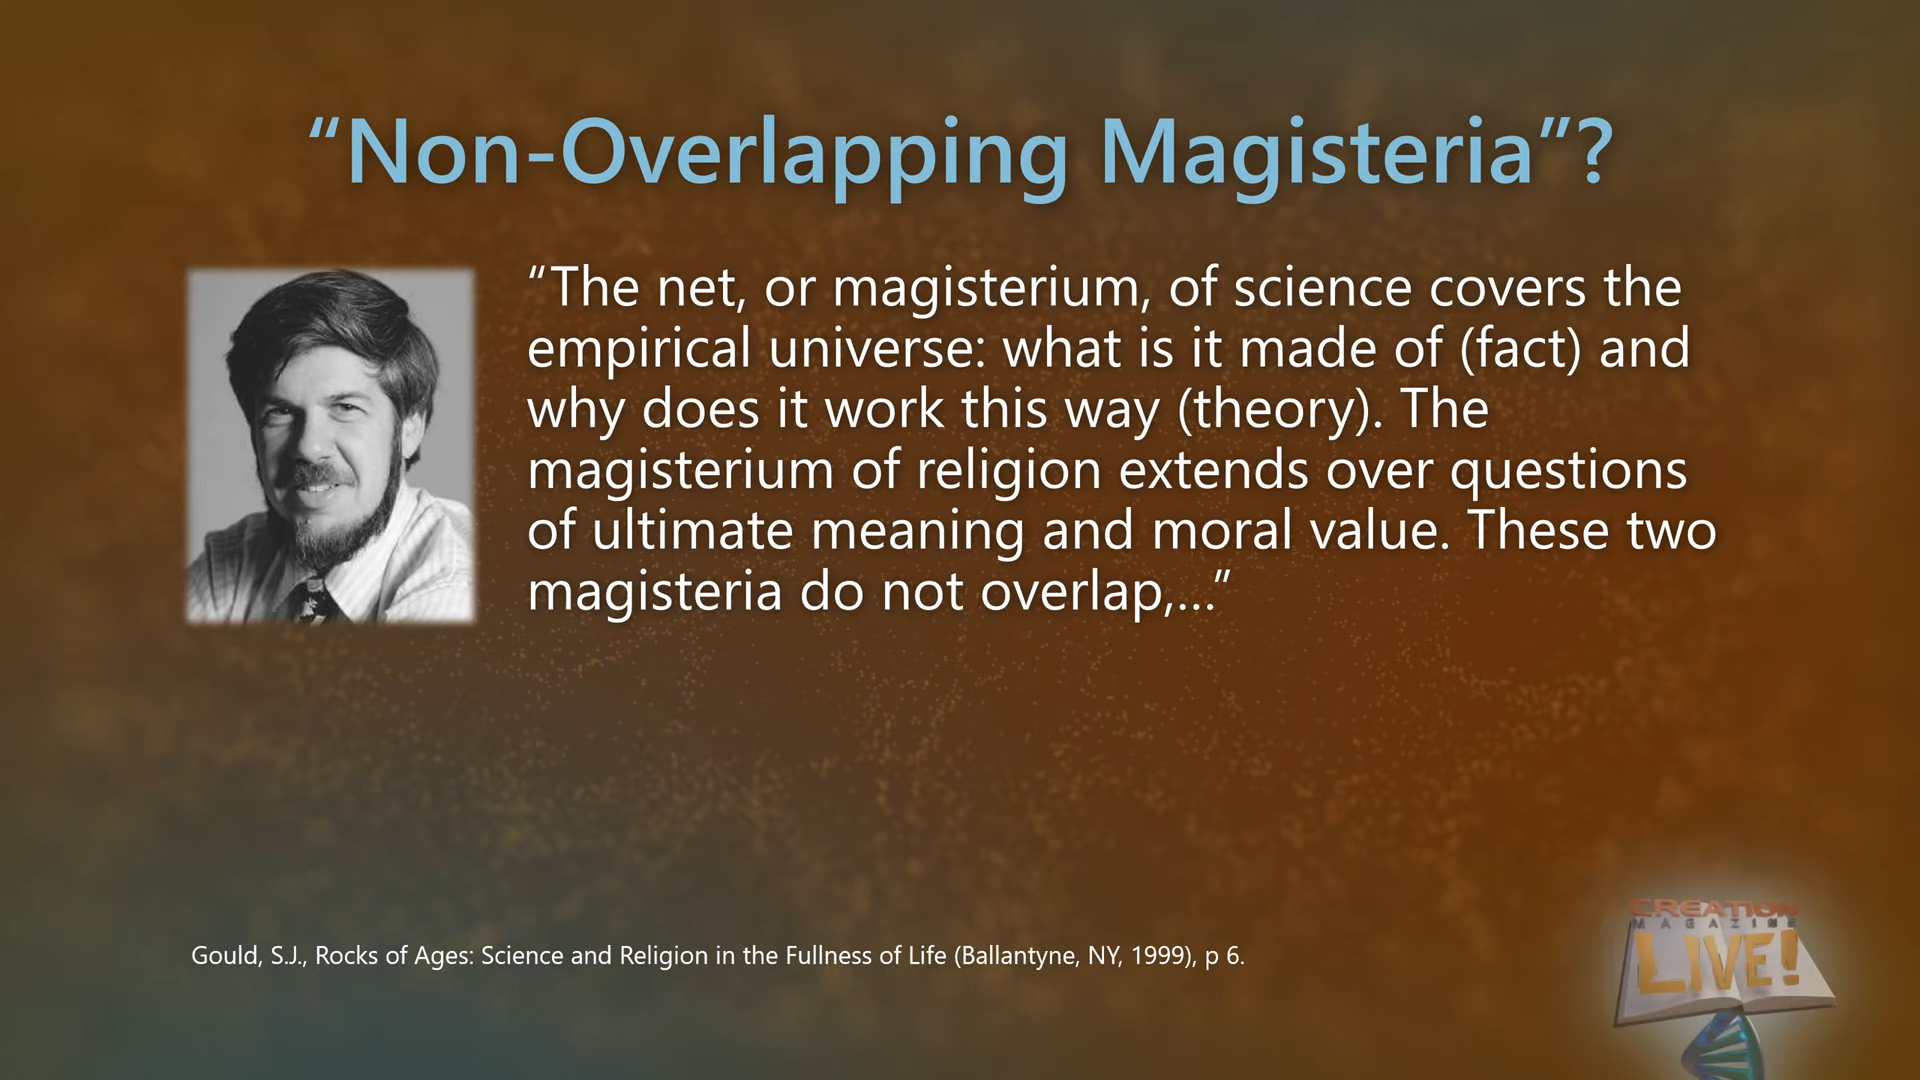 “Non-Overlapping Magisteria”?
“The net, or magisterium, of science covers the
empirical universe: what is it made of (fact) and
why does it work this way (theory). The
magisterium of religion extends over questions
of ultimate meaning and moral value. These two
magisteria do not overlap,...”
Gould, S.J., Rocks of Ages: Science and Religion in the Fullness of Life (Ballantyne, NY, 1999), p 6.
CREATION
MAGAZINE
LIVE!